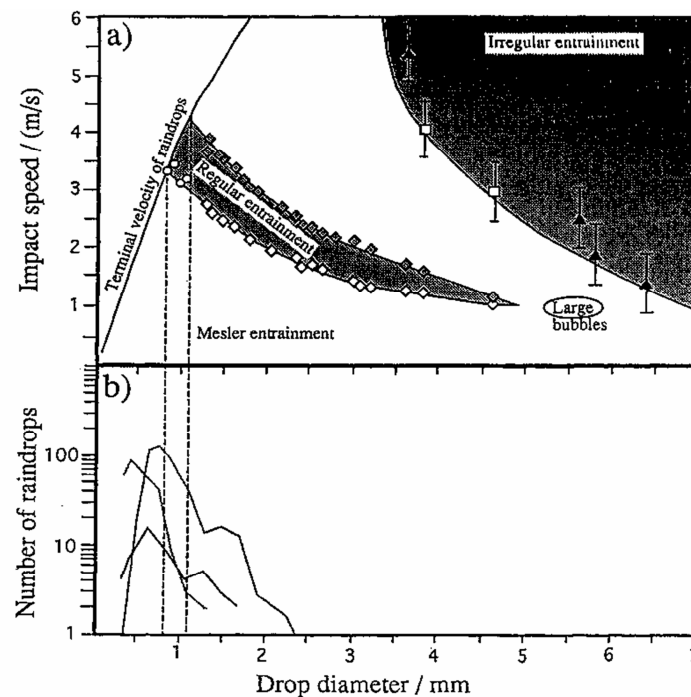 a)
Irregular entrainment
Impact speed / (m/s)
6
5
4
3
2
1
Terminal velocity of raindrops
Regular entrainment
Mesler entrainment
Large
bubbles
b)
Number of raindrops
100
10
1
1
2
3
4
5
6
7
Drop diameter / mm